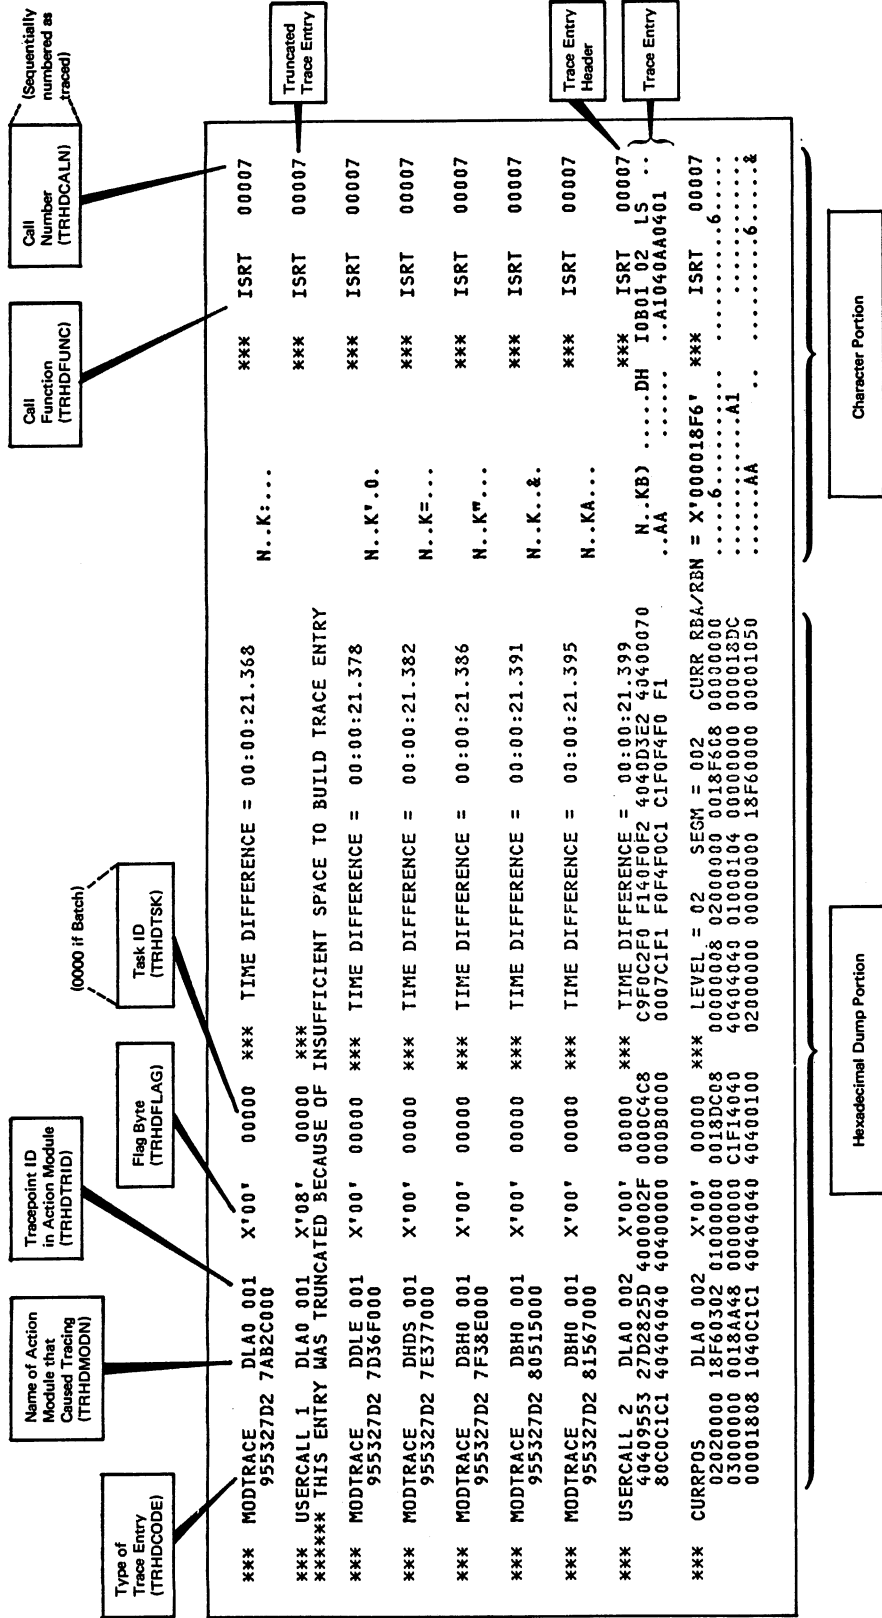 Type of
Trace Entry
(TRHDCODE)
Name of Action
Module that
Caused Tracing
(TRHDMODN)
Tracepoint ID
in Action Module
(TRHDTRID)
Flag Byte
(TRHDFLAG)
(0000 if Batch)
Task ID
(TRHDTSK)
Call
Function
(TRHDFUNC)
Call
Number
(TRHDCALN)
(Sequentially
numbered as
traced)
*** MODTRACE DLA0 001 X'00' 00000 *** TIME DIFFERENCE = 00:00:21.368 *** ISRT 00007
955327D2 7AB2C000 N..K:...
*** USERCALL 1 DLA0 001 X'08' 00000 *** *** ISRT 00007
****** THIS ENTRY WAS TRUNCATED BECAUSE OF INSUFFICIENT SPACE TO BUILD TRACE ENTRY
*** MODTRACE DDLE 001 X'00' 00000 *** TIME DIFFERENCE = 00:00:21.378 *** ISRT 00007
955327D2 7D36F000 N..K'.0.
*** MODTRACE DHDS 001 X'00' 00000 *** TIME DIFFERENCE = 00:00:21.382 *** ISRT 00007
955327D2 7E377000 N..K=...
*** MODTRACE DBH0 001 X'00' 00000 *** TIME DIFFERENCE = 00:00:21.386 *** ISRT 00007
955327D2 7F38E000 N..K"...
*** MODTRACE DBH0 001 X'00' 00000 *** TIME DIFFERENCE = 00:00:21.391 *** ISRT 00007
955327D2 80515000 N..K..&.
*** MODTRACE DBH0 001 X'00' 00000 *** TIME DIFFERENCE = 00:00:21.395 *** ISRT 00007
955327D2 81567000 N..KA...
*** USERCALL 2 DLA0 002 X'00' 00000 *** TIME DIFFERENCE = 00:00:21.399 *** ISRT 00007
40409553 27D2825D 4000002F 0000C4C8 C9F0C2F0 F140F0F2 4040D3E2 40400070 N..KB) .....DH I0B01 02 LS ..
80C0C1C1 40404040 40400000 000B0000 0007C1F1 F0F4F0C1 C1F0F4F0 F1 ..AA ...... ..A1040AA0401
*** CURRPOS DLA0 002 X'00' 00000 *** LEVEL = 02 SEGM = 002 CURR RBA/RBN = X'000018F6' *** ISRT 00007
02020000 18F60302 01000000 0018DC08 00000008 02000000 0018F6C8 00000000 .....6......... ...........6.....
03000000 0018AA48 00000000 C1F14040 40404040 01000104 00000000 000018DC ............A1 ..........
00001808 1040C1C1 40404040 40400100 02000000 00000000 18F60000 00001050 .......AA .. .........6.....&
Truncated
Trace Entry
Trace Entry
Header
Trace Entry
Hexadecimal Dump Portion
Character Portion